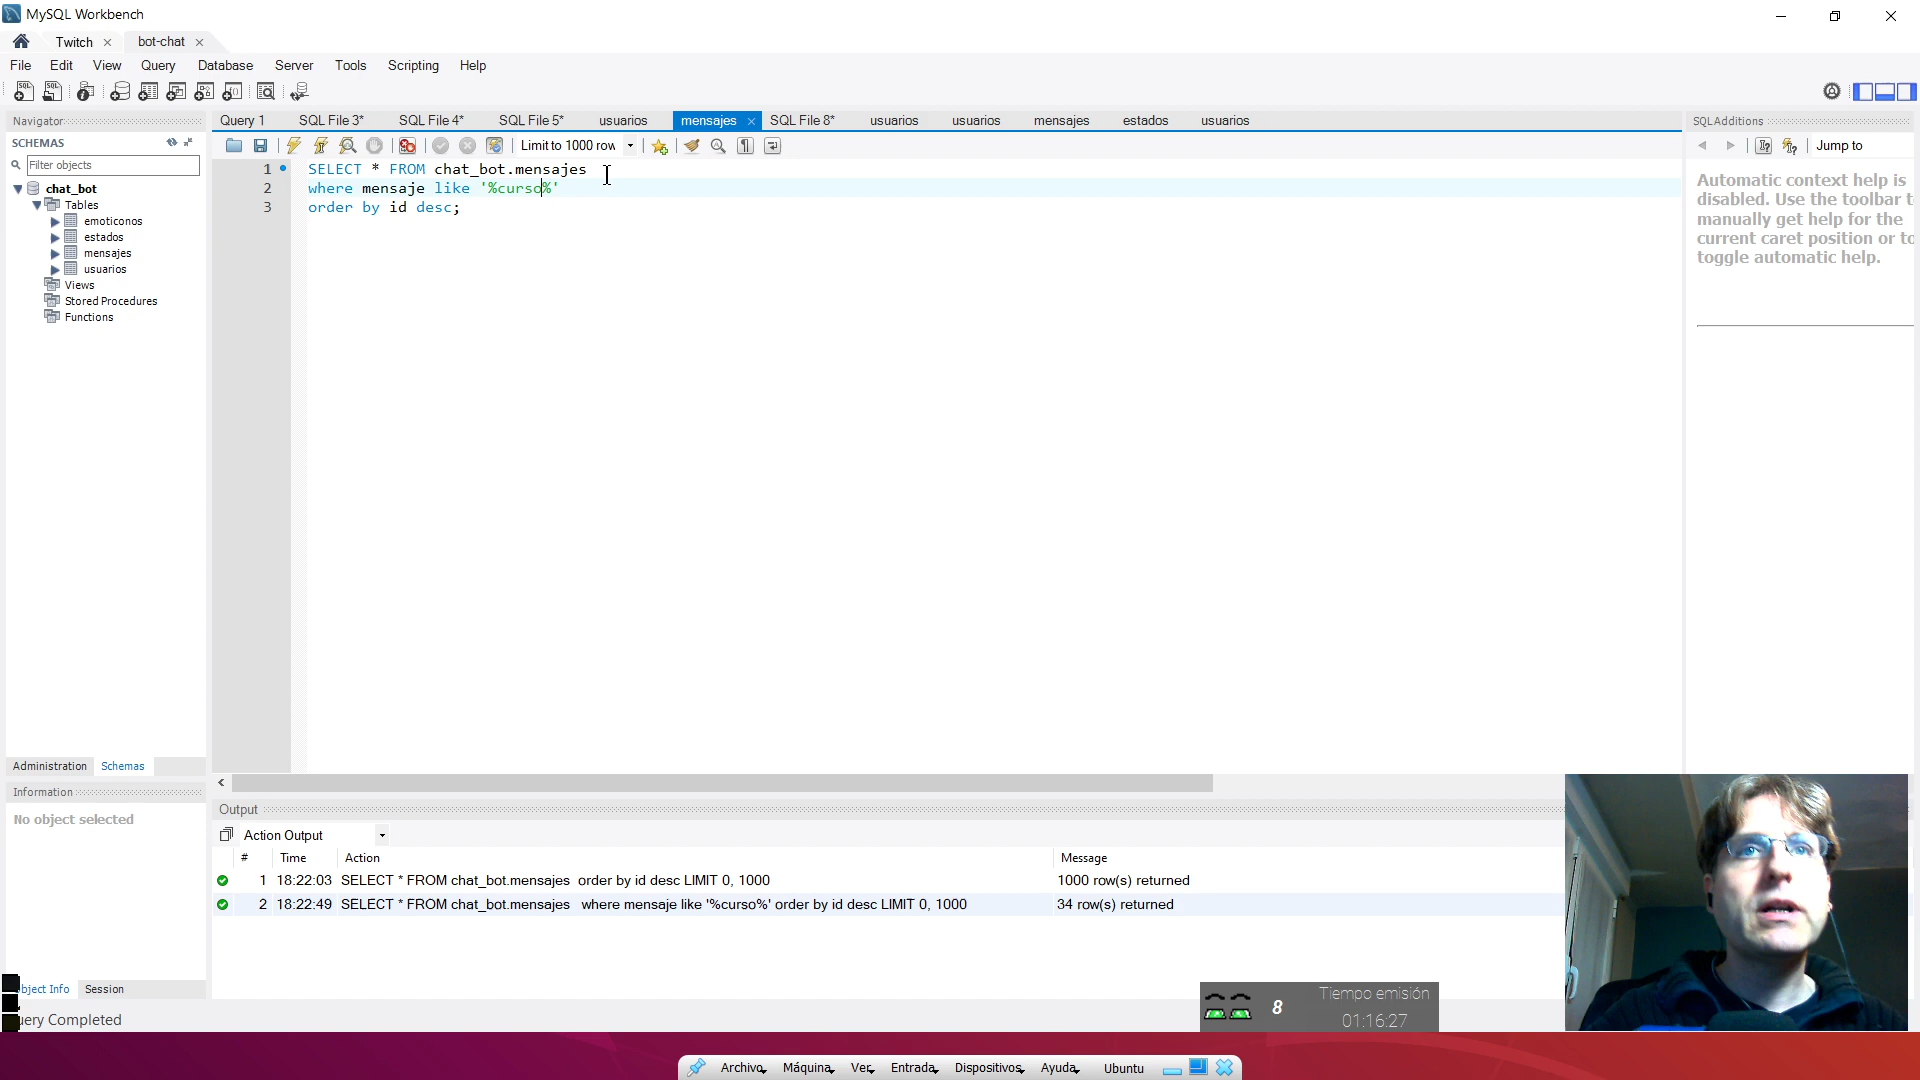 MySQL Workbench
Twitch
bot-chat
File Edit View Query Database Server Tools Scripting Help
Navigator
SCHEMAS
Filter objects
chat_bot
Tables
emoticonos
estados
mensajes
usuarios
Views
Stored Procedures
Functions
Administration Schemas
Information
No object selected
bject Info Session
uery Completed
Query 1 SQL File 3* SQL File 4* SQL File 5* usuarios mensajes SQL File 8* usuarios usuarios mensajes estados usuarios
Limit to 1000 row
1 SELECT * FROM chat_bot.mensajes
2 where mensaje like '%curso%'
3 order by id desc;
SQLAdditions
Jump to
Automatic context help is
disabled. Use the toolbar t
manually get help for the
current caret position or to
toggle automatic help.
Output
Action Output
# Time Action Message
1 18:22:03 SELECT * FROM chat_bot.mensajes order by id desc LIMIT 0, 1000 1000 row(s) returned
2 18:22:49 SELECT * FROM chat_bot.mensajes where mensaje like '%curso%' order by id desc LIMIT 0, 1000 34 row(s) returned
8
Tiempo emisión
01:16:27
Archivo Máquina Ver Entrada Dispositivos Ayuda Ubuntu